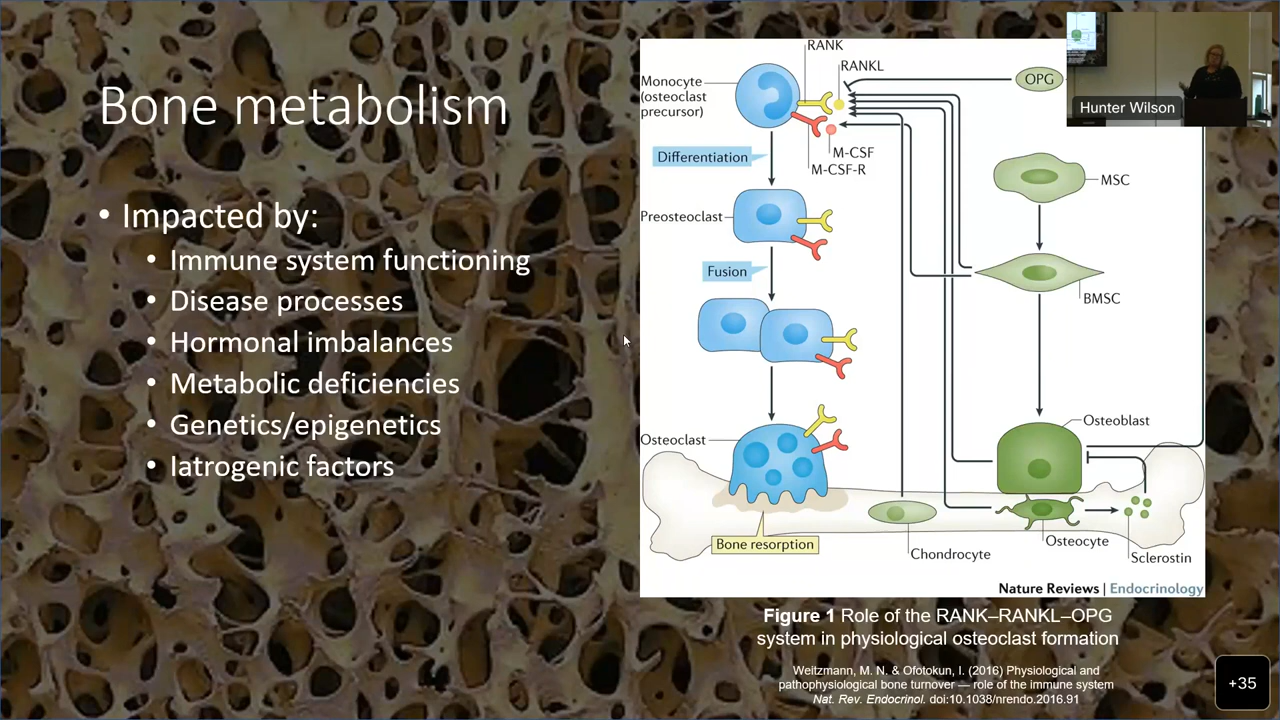 Bone metabolism
• Impacted by:
• Immune system functioning
• Disease processes
• Hormonal imbalances
• Metabolic deficiencies
• Genetics/epigenetics
• Iatrogenic factors
RANK
RANKL
Monocyte
(osteoclast
precursor)
OPG
Hunter Wilson
M-CSF
M-CSF-R
Differentiation
MSC
Preosteoclast
Fusion
BMSC
Osteoblast
Osteoclast
Bone resorption
Chondrocyte
Osteocyte
Sclerostin
Nature Reviews | Endocrinology
Figure 1 Role of the RANK–RANKL–OPG
system in physiological osteoclast formation
Weitzmann, M. N. & Ofotokun, I. (2016) Physiological and
pathophysiological bone turnover — role of the immune system
Nat. Rev. Endocrinol. doi:10.1038/nrendo.2016.91
+35